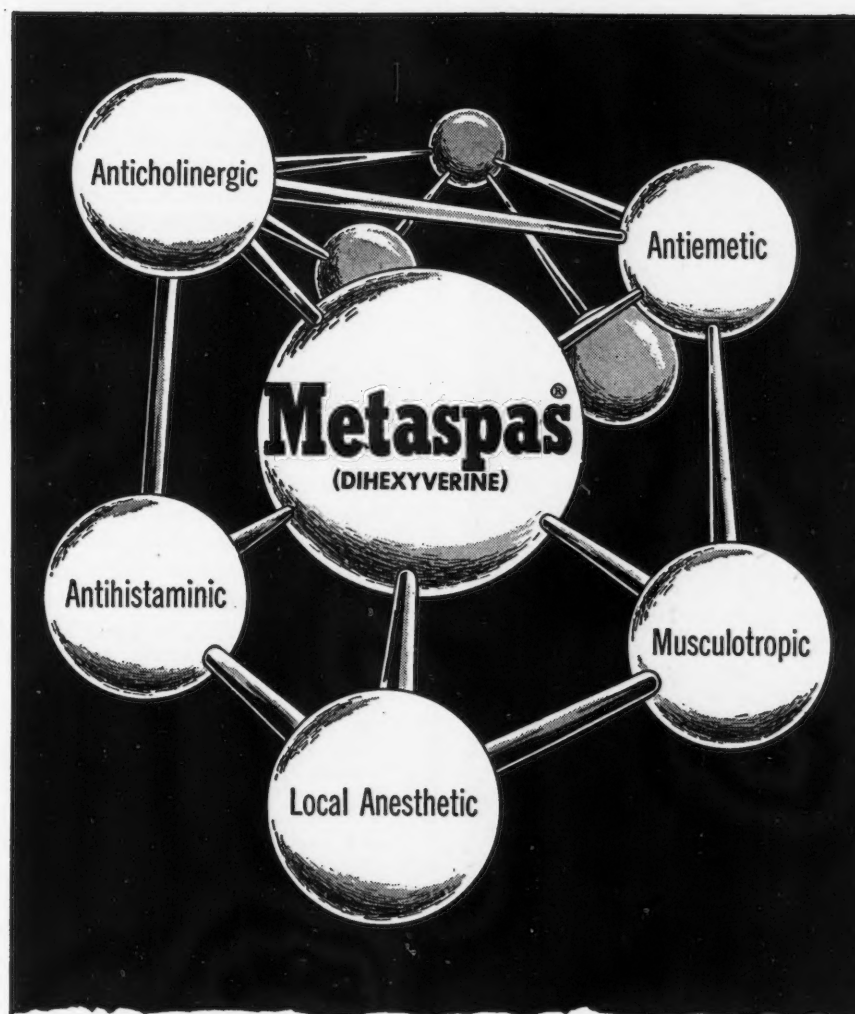 Anticholinergic
Antiemetic
Metaspas®
(DIHEXYVERINE)
Antihistaminic
Musculotropic
Local Anesthetic